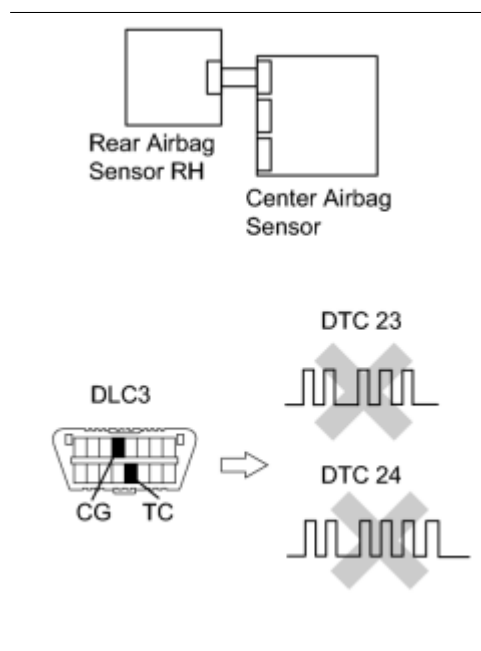 Rear Airbag
Sensor RH
Center Airbag
Sensor
DTC 23
DLC3
DTC 24
CG TC